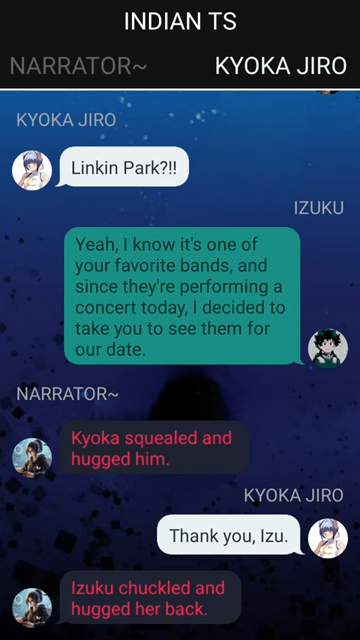 INDIAN TS
NARRATOR~ KYOKA JIRO
KYOKA JIRO
Linkin Park?!!
IZUKU
Yeah, I know it's one of
your favorite bands, and
since they're performing a
concert today, I decided to
take you to see them for
our date.
NARRATOR~
Kyoka squealed and
hugged him.
KYOKA JIRO
Thank you, Izu.
Izuku chuckled and
hugged her back.